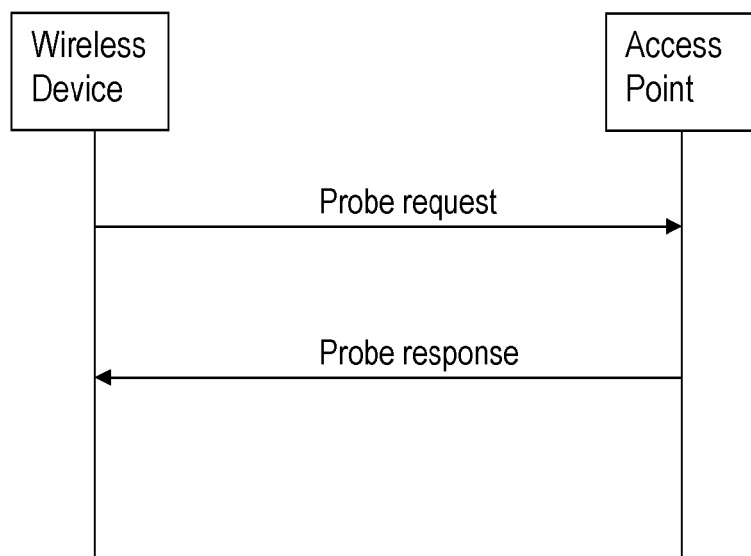 Wireless
Device
Access
Point
Probe request
Probe response